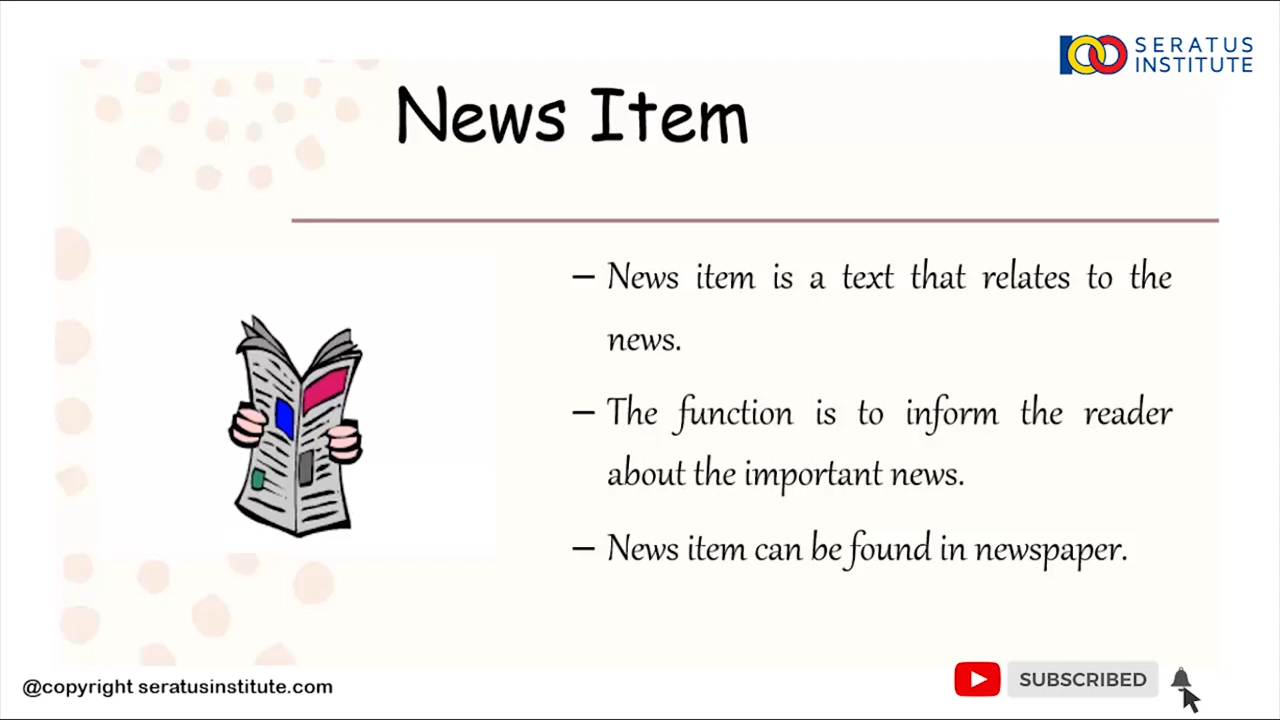 SERATUS
INSTITUTE
News Item
– News item is a text that relates to the
news.
– The function is to inform the reader
about the important news.
– News item can be found in newspaper.
@copyright seratusinstitute.com
SUBSCRIBED